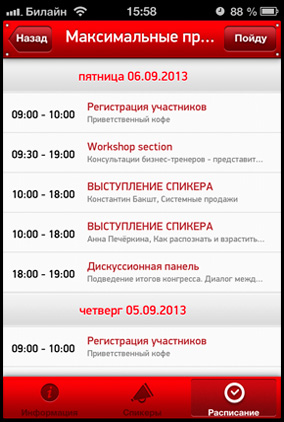 Билайн 15:58 88 %
Назад Максимальные пр... Пойду
пятница 06.09.2013
09:00 - 10:00 Регистрация участников
Приветственный кофе
09:30 - 19:00 Workshop section
Консультации бизнес-тренеров - представит...
10:00 - 18:00 ВЫСТУПЛЕНИЕ СПИКЕРА
Константин Бакшт, Системные продажи
10:00 - 18:00 ВЫСТУПЛЕНИЕ СПИКЕРА
Анна Печёркина, Как распознать и взрастить...
18:00 - 19:00 Дискуссионная панель
Подведение итогов конгресса. Диалог межд...
четверг 05.09.2013
09:00 - 10:00 Регистрация участников
Приветственный кофе
Информация Спикеры Расписание